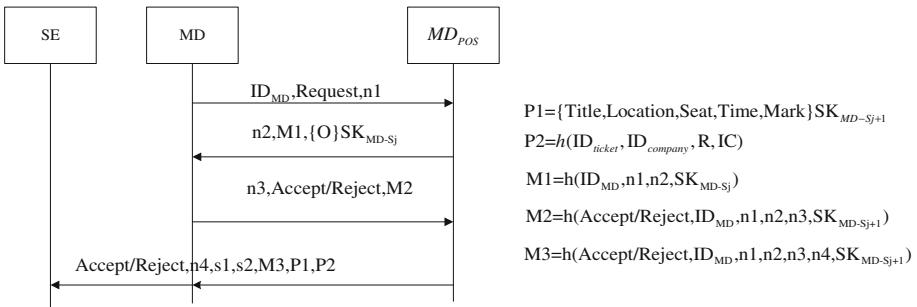 SE
MD
MD_POS
ID_MD,Request,n1
n2,M1,{O}SK_MD-Sj
n3,Accept/Reject,M2
Accept/Reject,n4,s1,s2,M3,P1,P2
P1={Title,Location,Seat,Time,Mark}SK_MD-Sj+1
P2=h(ID_ticket,ID_company,R,IC)
M1=h(ID_MD,n1,n2,SK_MD-Sj)
M2=h(Accept/Reject,ID_MD,n1,n2,n3,SK_MD-Sj+1)
M3=h(Accept/Reject,ID_MD,n1,n2,n3,n4,SK_MD-Sj+1)